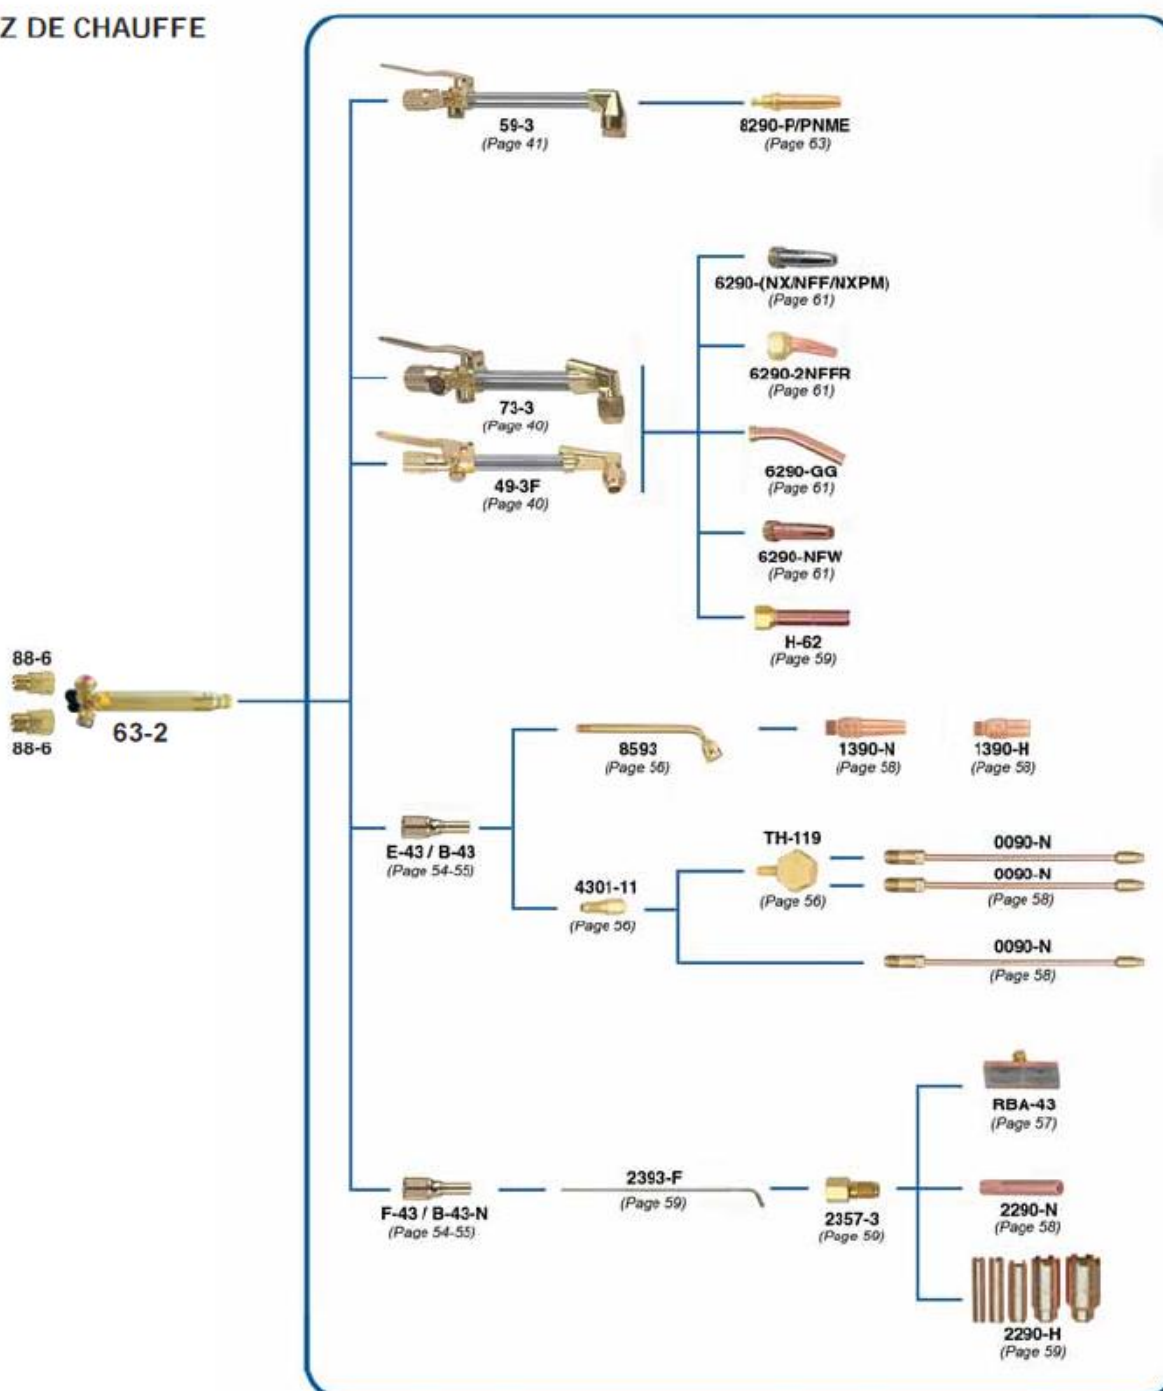 Z DE CHAUFFE
59-3
(Page 41)
8290-P/PNME
(Page 63)
6290-(NX/NFF/NXPM)
(Page 61)
6290-2NFFR
(Page 61)
73-3
(Page 40)
6290-GG
(Page 61)
49-3F
(Page 40)
6290-NFW
(Page 61)
H-62
(Page 59)
88-6
63-2
88-6
8593
(Page 56)
1390-N
(Page 58)
1390-H
(Page 58)
E-43 / B-43
(Page 54-55)
TH-119
(Page 56)
0090-N
0090-N
(Page 58)
4301-11
(Page 56)
0090-N
(Page 58)
RBA-43
(Page 57)
F-43 / B-43-N
(Page 54-55)
2393-F
(Page 59)
2357-3
(Page 59)
2290-N
(Page 58)
2290-H
(Page 59)